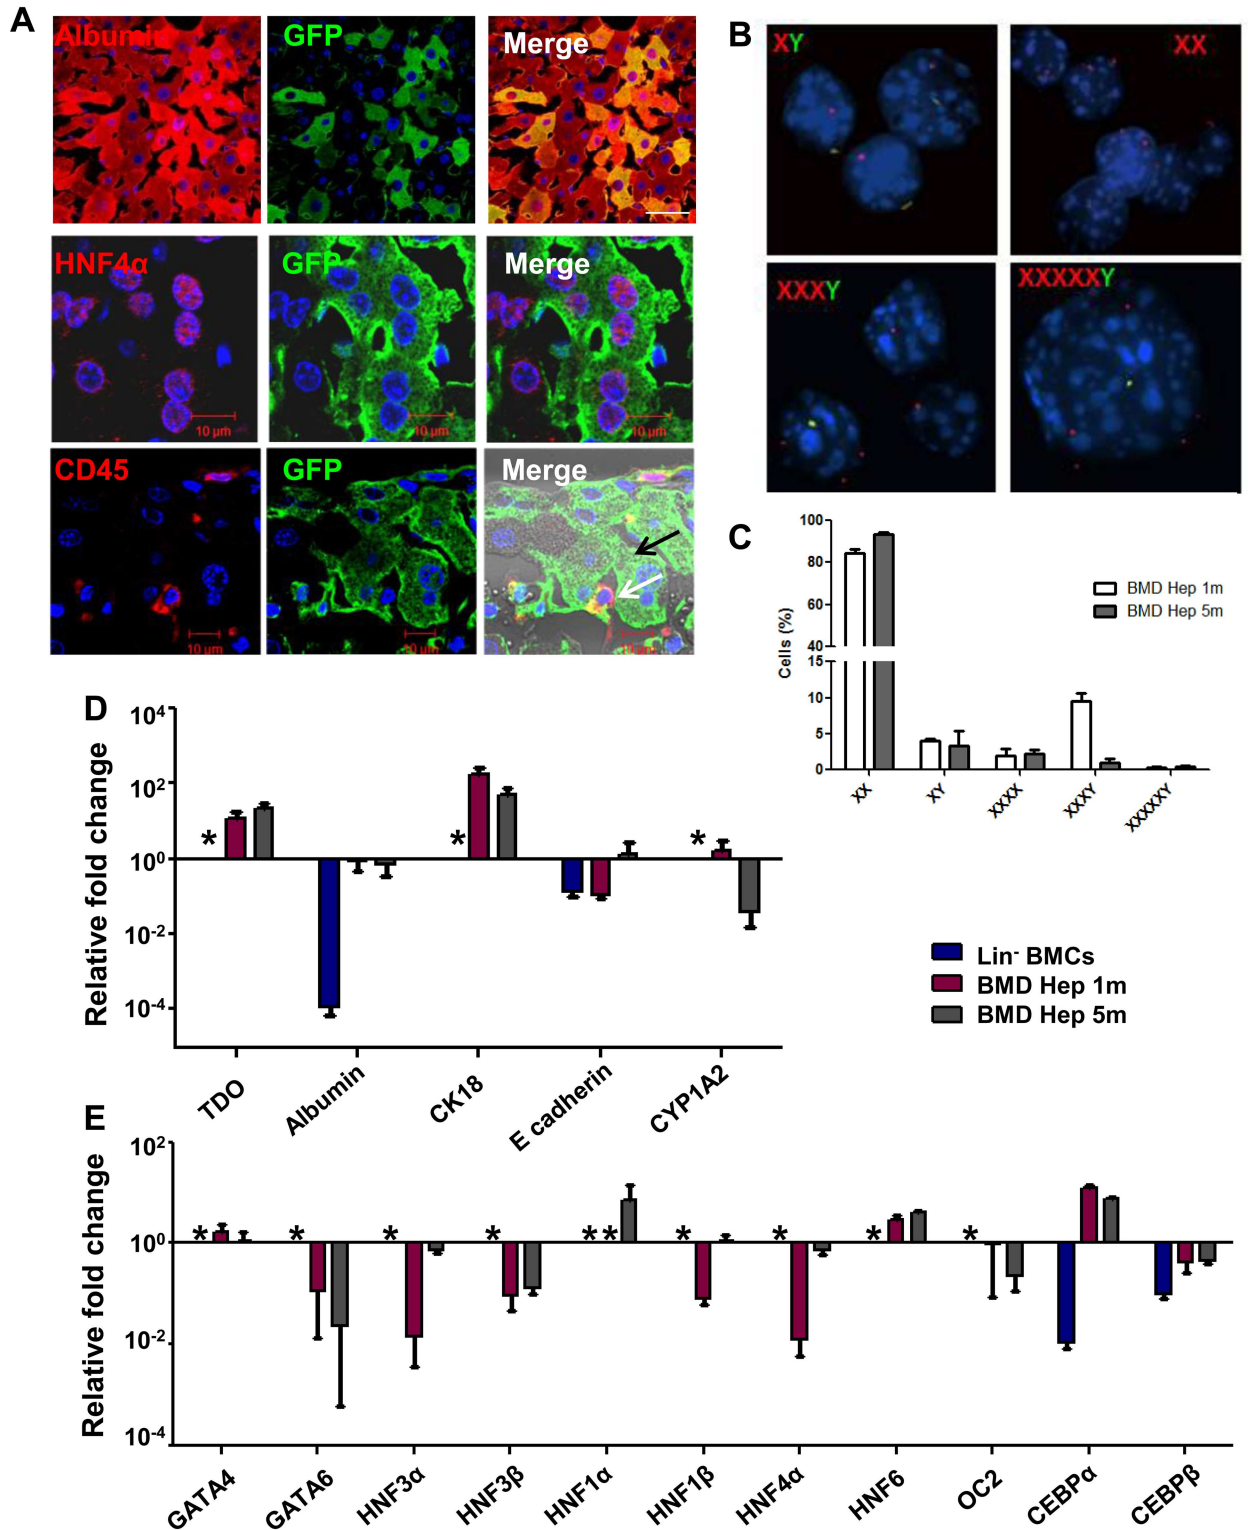 A
Albumin
GFP
Merge
HNF4α
GFP
Merge
10 µm
10 µm
CD45
GFP
Merge
10 µm
10 µm
10 µm
B
XY
XX
XXXY
XXXXXY
C
Cells (%)
100
80
60
40
15
10
5
0
BMD Hep 1m
BMD Hep 5m
XX
XY
XXXX
XXXY
XXXXXY
D
Relative fold change
10⁴
10²
10⁰
10⁻²
10⁻⁴
*
*
*
TDO
Albumin
CK18
E cadherin
CYP1A2
Lin⁻ BMCs
BMD Hep 1m
BMD Hep 5m
E
Relative fold change
10²
10⁰
10⁻²
10⁻⁴
* * * * * * * * * *
GATA4
GATA6
HNF3α
HNF3β
HNF1α
HNF1β
HNF4α
HNF6
OC2
CEBPα
CEBPβ